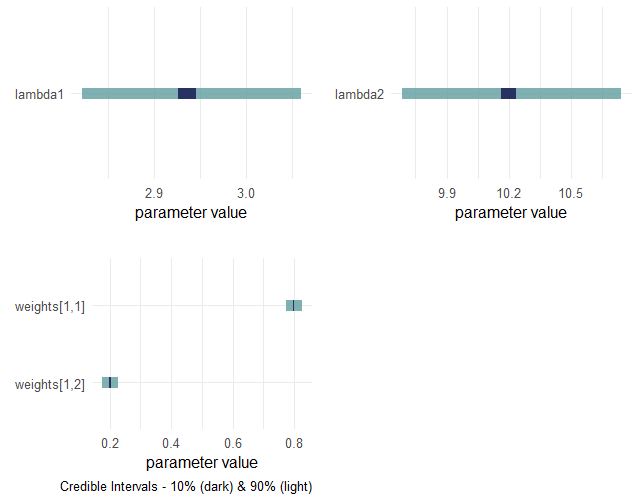 lambda1
2.9 3.0
parameter value
lambda2
9.9 10.2 10.5
parameter value
weights[1,1]
weights[1,2]
0.2 0.4 0.6 0.8
parameter value
Credible Intervals - 10% (dark) & 90% (light)